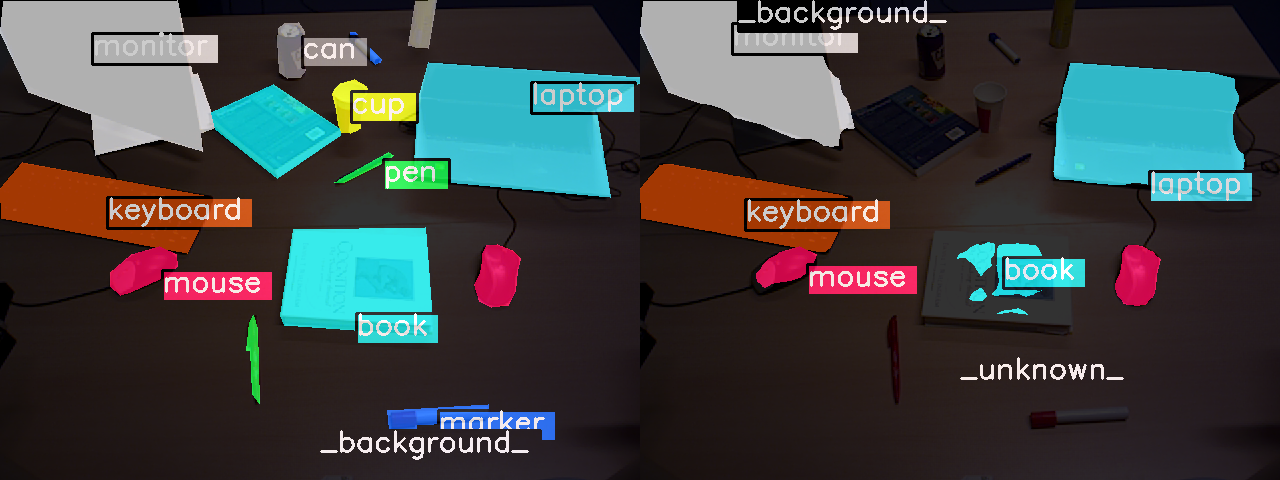 monitor
can
cup
laptop
pen
keyboard
mouse
book
marker
_background_
_background_
monitor
laptop
keyboard
mouse
book
_unknown_